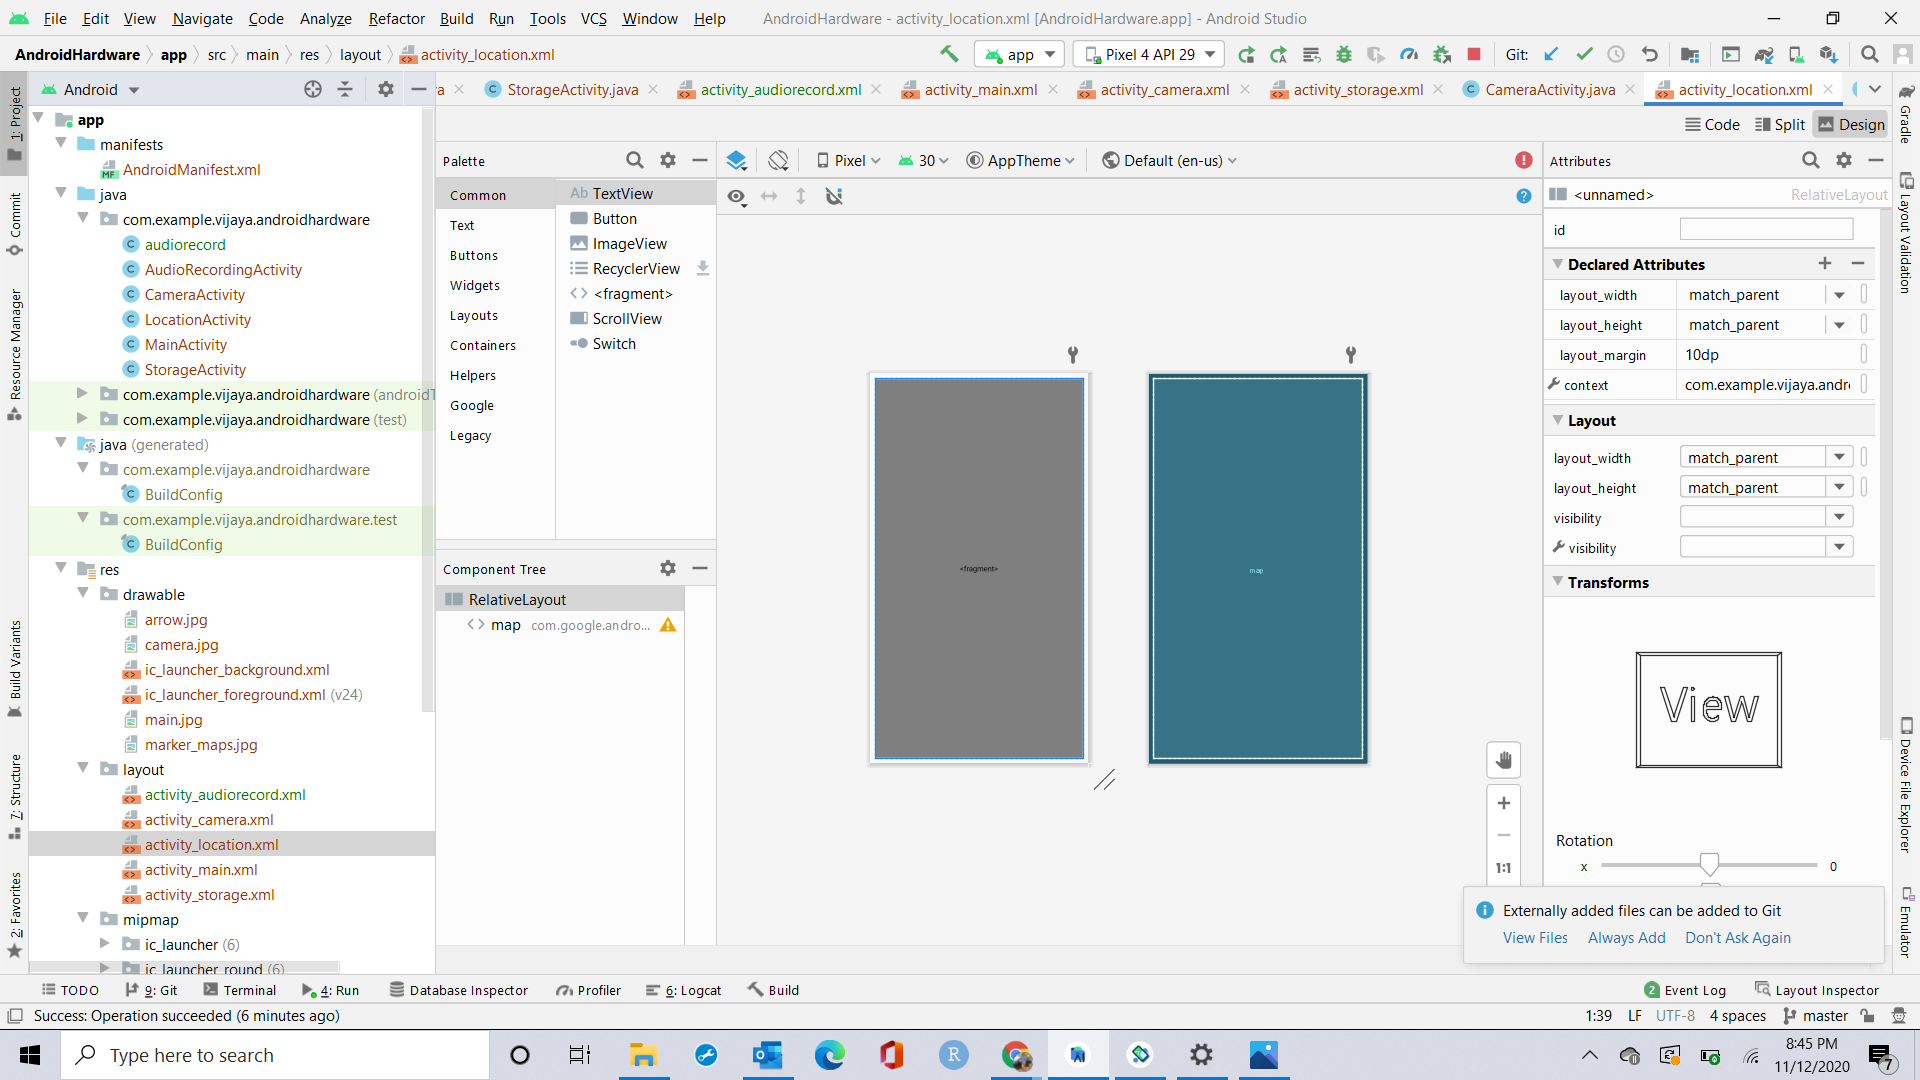 File Edit View Navigate Code Analyze Refactor Build Run Tools VCS Window Help AndroidHardware - activity_location.xml [AndroidHardware.app] - Android Studio
AndroidHardware app src main res layout activity_location.xml app Pixel 4 API 29 Git:
Android
a StorageActivity.java activity_audiorecord.xml activity_main.xml activity_camera.xml activity_storage.xml CameraActivity.java activity_location.xml
Code Split Design
1: Project
Commit
Resource Manager
Build Variants
7: Structure
2: Favorites
app
manifests
AndroidManifest.xml
java
com.example.vijaya.androidhardware
audiorecord
AudioRecordingActivity
CameraActivity
LocationActivity
MainActivity
StorageActivity
com.example.vijaya.androidhardware (androidT
com.example.vijaya.androidhardware (test)
java (generated)
com.example.vijaya.androidhardware
BuildConfig
com.example.vijaya.androidhardware.test
BuildConfig
res
drawable
arrow.jpg
camera.jpg
ic_launcher_background.xml
ic_launcher_foreground.xml (v24)
main.jpg
marker_maps.jpg
layout
activity_audiorecord.xml
activity_camera.xml
activity_location.xml
activity_main.xml
activity_storage.xml
mipmap
ic_launcher (6)
ic_launcher_round (6)
Palette
Common
Text
Buttons
Widgets
Layouts
Containers
Helpers
Google
Legacy
Ab TextView
Button
ImageView
RecyclerView
<fragment>
ScrollView
Switch
Component Tree
RelativeLayout
map com.google.andro...
Pixel 30 AppTheme Default (en-us)
<fragment>
map
1:1
Attributes
<unnamed> RelativeLayout
id
Declared Attributes
layout_width match_parent
layout_height match_parent
layout_margin 10dp
context com.example.vijaya.andr
Layout
layout_width match_parent
layout_height match_parent
visibility
visibility
Transforms
View
Rotation
x 0
Externally added files can be added to Git
View Files Always Add Don't Ask Again
Gradle
Layout Validation
Device File Explorer
Emulator
TODO 9: Git Terminal 4: Run Database Inspector Profiler 6: Logcat Build 2 Event Log Layout Inspector
Success: Operation succeeded (6 minutes ago) 1:39 LF UTF-8 4 spaces master
Type here to search
R
8:45 PM
11/12/2020
7